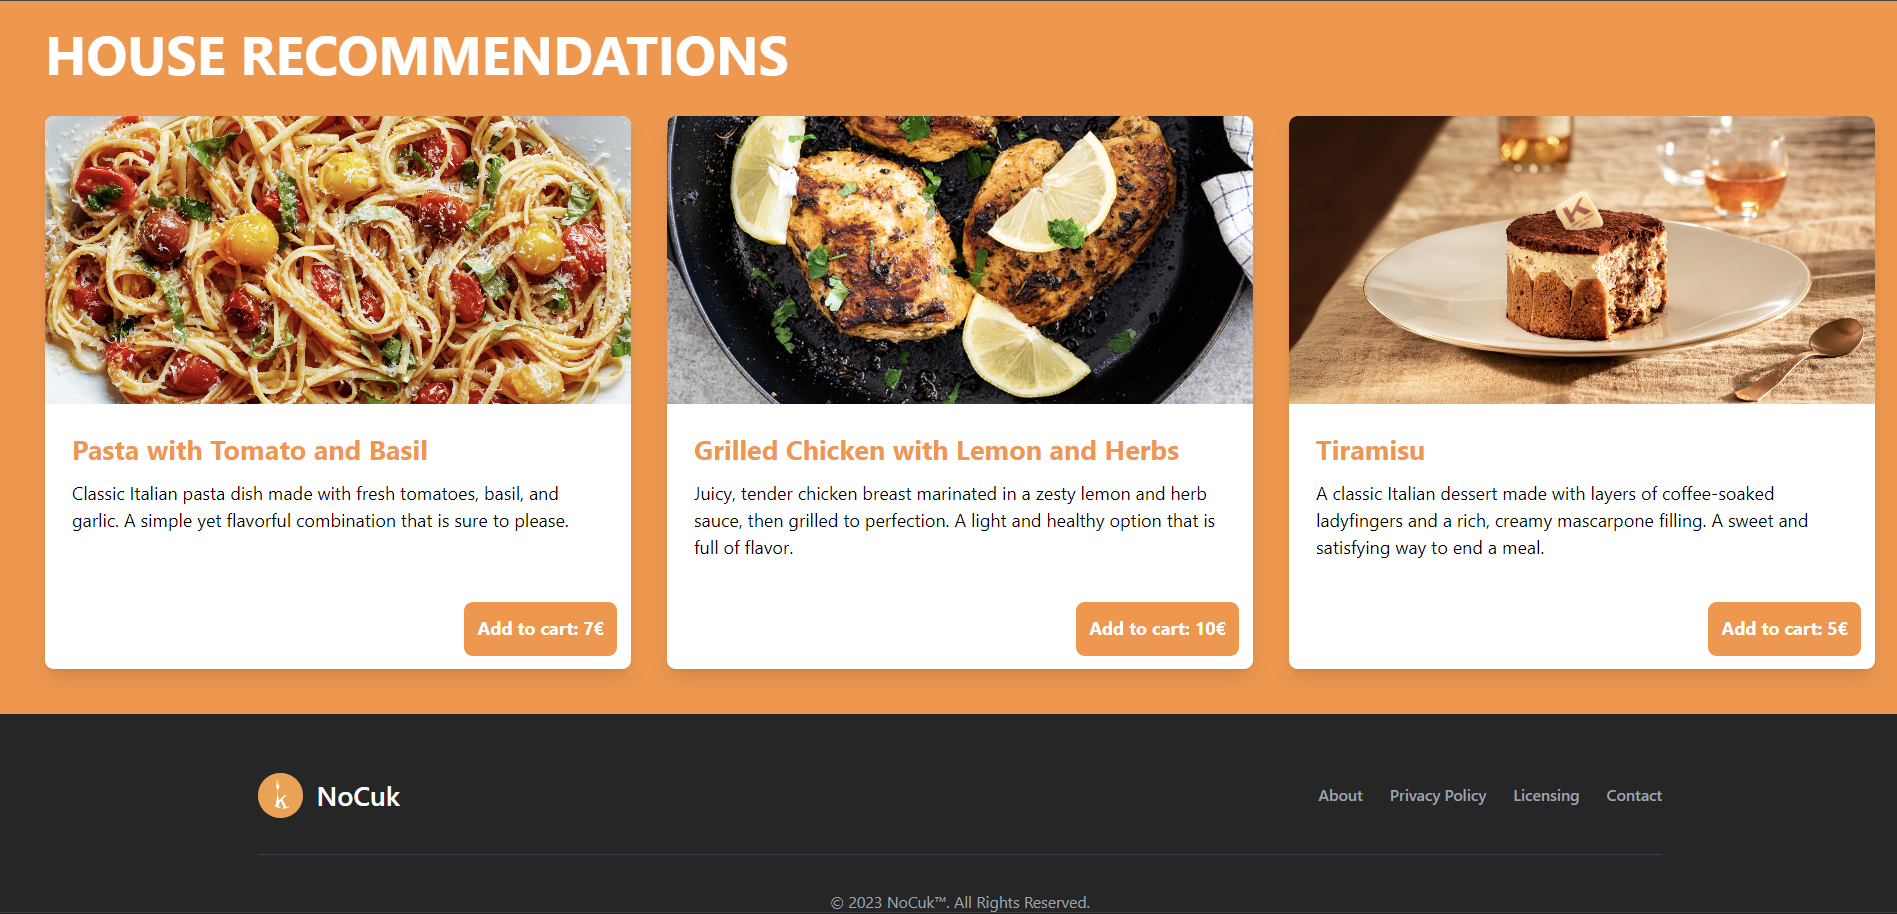 HOUSE RECOMMENDATIONS
Pasta with Tomato and Basil
Classic Italian pasta dish made with fresh tomatoes, basil, and
garlic. A simple yet flavorful combination that is sure to please.
Add to cart: 7€
Grilled Chicken with Lemon and Herbs
Juicy, tender chicken breast marinated in a zesty lemon and herb
sauce, then grilled to perfection. A light and healthy option that is
full of flavor.
Add to cart: 10€
K
Tiramisu
A classic Italian dessert made with layers of coffee-soaked
ladyfingers and a rich, creamy mascarpone filling. A sweet and
satisfying way to end a meal.
Add to cart: 5€
k
NoCuk
About Privacy Policy Licensing Contact
© 2023 NoCuk™. All Rights Reserved.